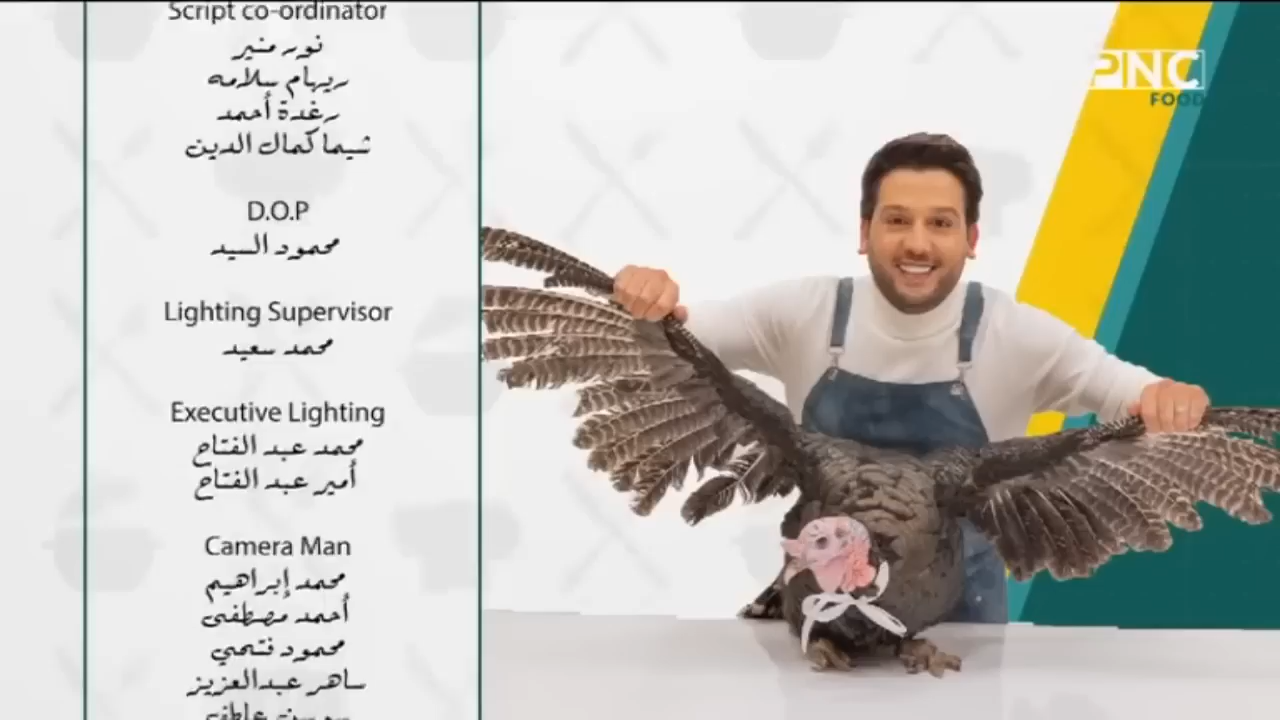 Script co-ordinator
نور منير
ريهام سلامه
رغدة أحمد
شيما كمال الدين
D.O.P
محمود السيد
Lighting Supervisor
محمد سعيد
Executive Lighting
محمد عبد الفتاح
أمير عبد الفتاح
Camera Man
محمد إبراهيم
أحمد مصطفى
محمود فتحي
ساهر عبدالعزيز
PNC
FOOD